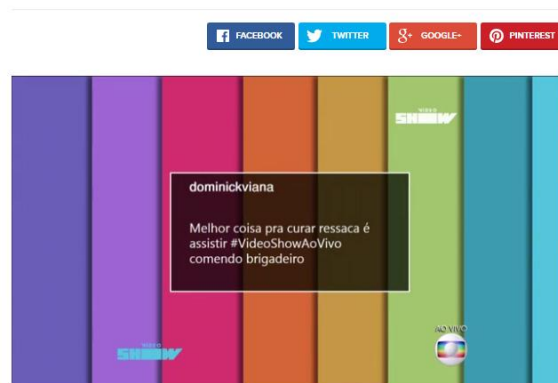 FACEBOOK
TWITTER
GOOGLE+
PINTEREST
VIDEO
SHOW
dominickviana
Melhor coisa pra curar ressaca é
assistir #VideoShowAoVivo
comendo brigadeiro
VIDEO
SHOW
AO VIVO